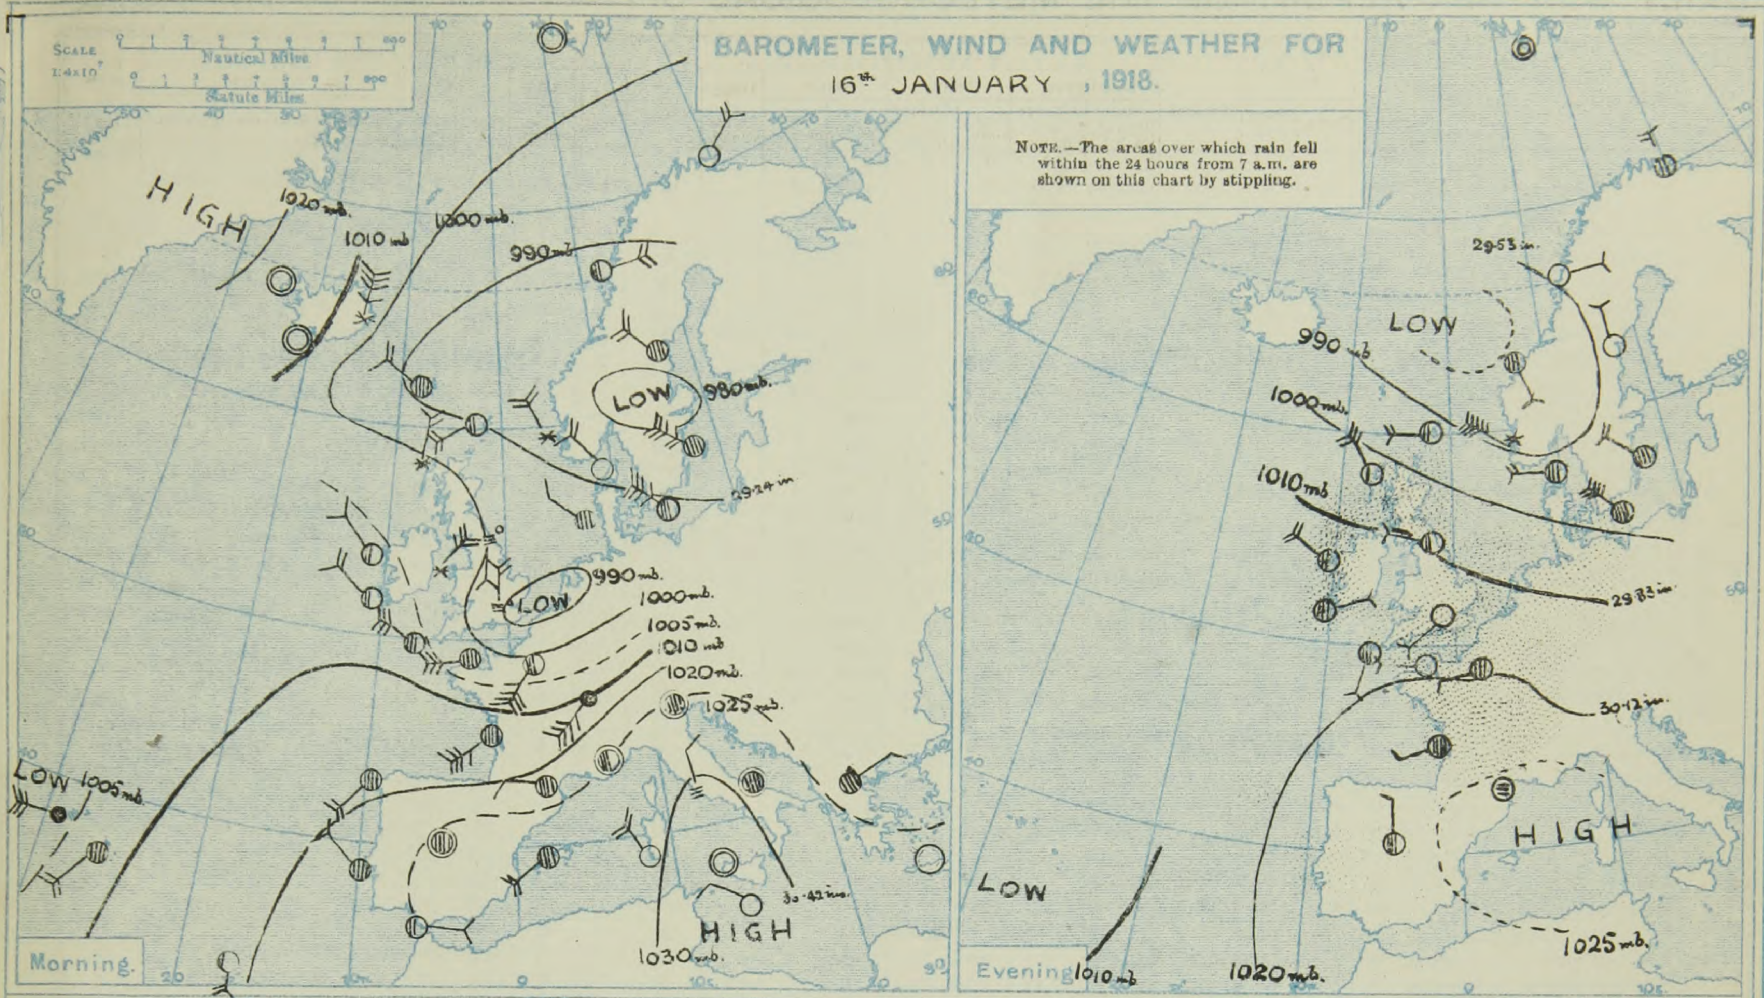 SCALE
1:4x10⁷
Nautical Miles
Statute Miles
BAROMETER, WIND AND WEATHER FOR
16th JANUARY, 1918.
NOTE.—The areas over which rain fell
within the 24 hours from 7 a.m. are
shown on this chart by stippling.
HIGH
1020 mb.
1010 mb
1000 mb.
990 mb
LOW
980 mb.
29·24 in
990 mb.
LOW
1000 mb.
1005 mb.
1010 mb
1020 mb.
1025 mb.
LOW 1005 mb.
30·42 ins.
HIGH
1030 mb.
Morning.
29·53 in.
LOW
990 mb
1000 mb.
1010 mb
29·83 in.
30·12 in.
HIGH
LOW
1025 mb.
Evening
1010 mb
1020 mb.